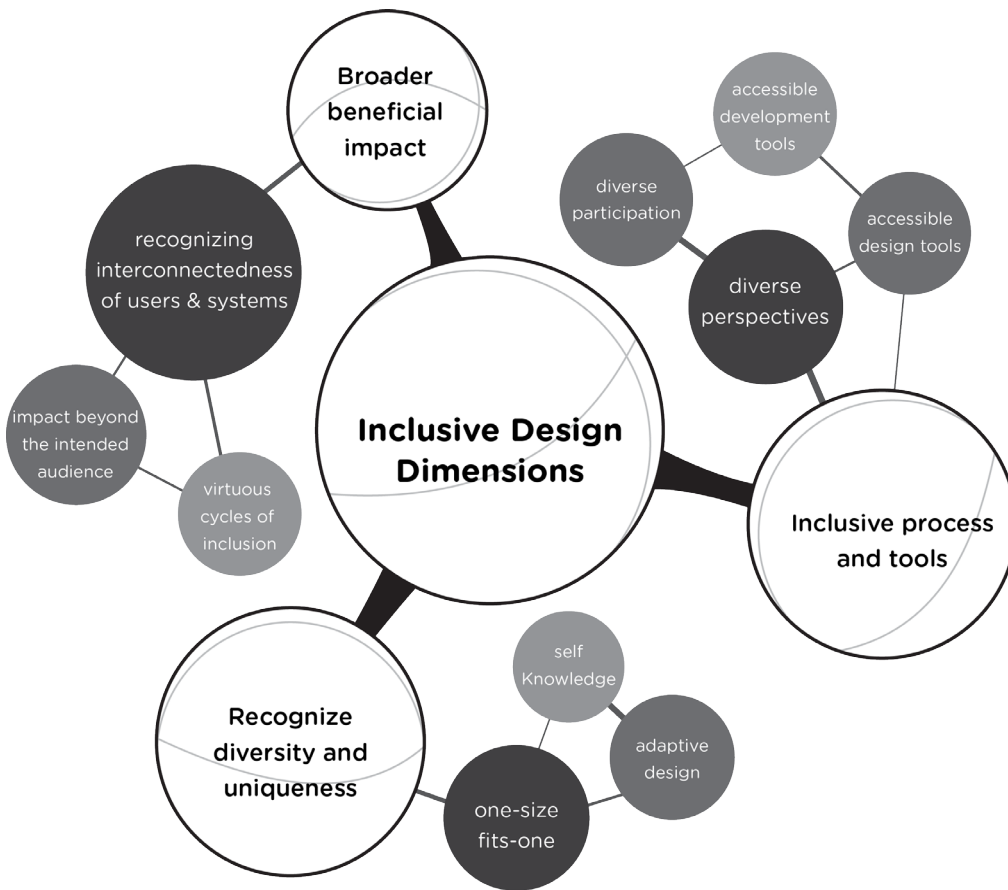 Broader
beneficial
impact
recognizing
interconnectedness
of users & systems
impact beyond
the intended
audience
virtuous
cycles of
inclusion
accessible
development
tools
diverse
participation
accessible
design tools
diverse
perspectives
Inclusive Design
Dimensions
Inclusive process
and tools
Recognize
diversity and
uniqueness
self
Knowledge
adaptive
design
one-size
fits-one